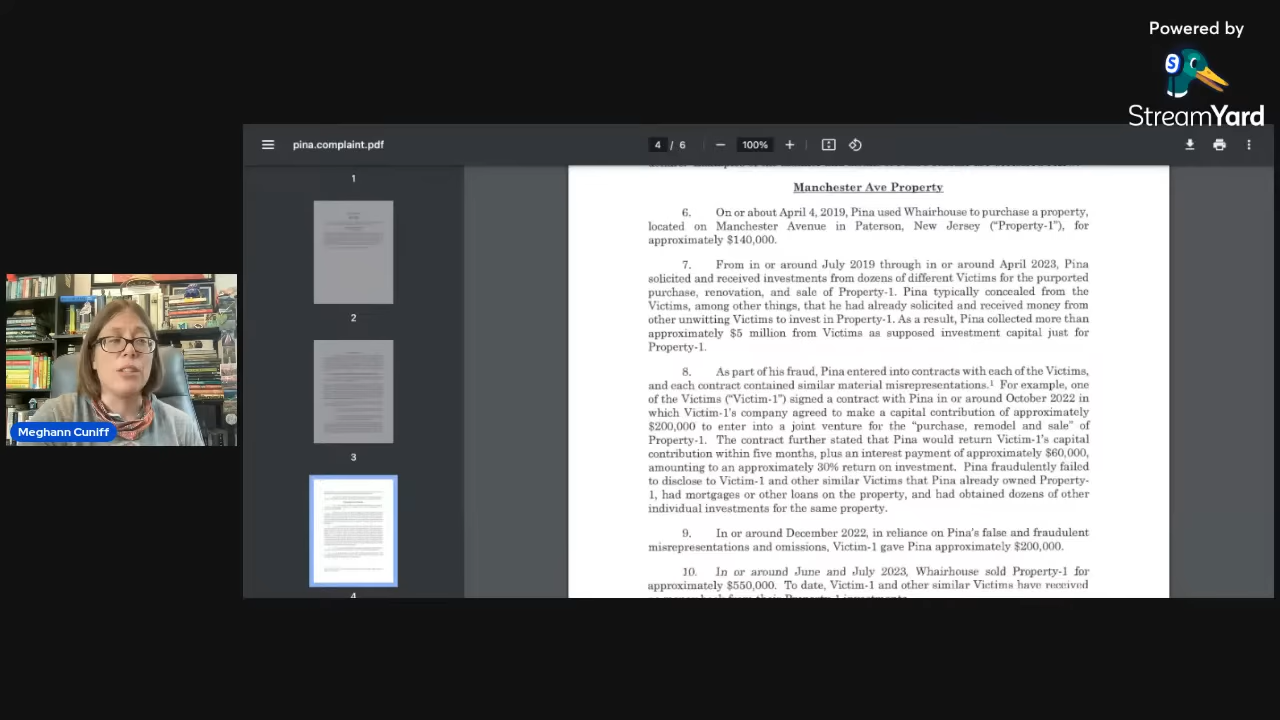 Powered by
S
StreamYard
pina.complaint.pdf
4 / 6
100%
1
2
3
4
Manchester Ave Property
6. On or about April 4, 2019, Pina used Whairhouse to purchase a property,
located on Manchester Avenue in Paterson, New Jersey (“Property-1”), for
approximately $140,000.
7. From in or around July 2019 through in or around April 2023, Pina
solicited and received investments from dozens of different Victims for the purported
purchase, renovation, and sale of Property-1. Pina typically concealed from the
Victims, among other things, that he had already solicited and received money from
other unwitting Victims to invest in Property-1. As a result, Pina collected more than
approximately $5 million from Victims as supposed investment capital just for
Property-1.
8. As part of his fraud, Pina entered into contracts with each of the Victims,
and each contract contained similar material misrepresentations.¹ For example, one
of the Victims (“Victim-1”) signed a contract with Pina in or around October 2022 in
which Victim-1’s company agreed to make a capital contribution of approximately
$200,000 to enter into a joint venture for the “purchase, remodel and sale” of
Property-1. The contract further stated that Pina would return Victim-1’s capital
contribution within five months, plus an interest payment of approximately $60,000,
amounting to an approximately 30% return on investment. Pina fraudulently failed
to disclose to Victim-1 and other similar Victims that Pina already owned Property-
1, had mortgages or other loans on the property, and had obtained dozens of other
individual investments for the same property.
9. In or around December 2022, in reliance on Pina’s false and fraudulent
misrepresentations and omissions, Victim-1 gave Pina approximately $200,000.
10. In or around June and July 2023, Whairhouse sold Property-1 for
approximately $550,000. To date, Victim-1 and other similar Victims have received
Meghann Cuniff